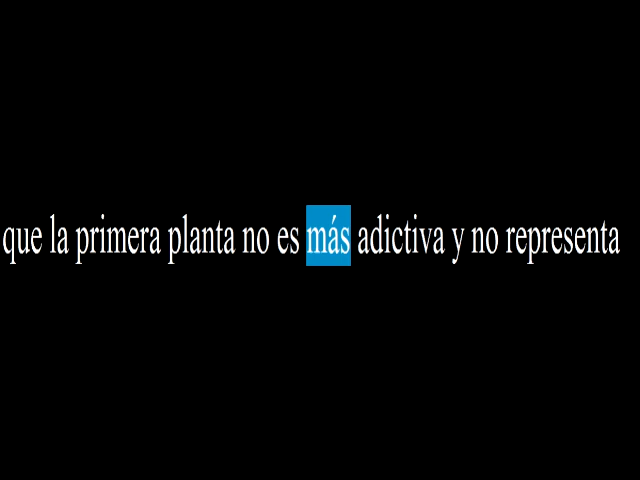 que la primera planta no es más adictiva y no representa